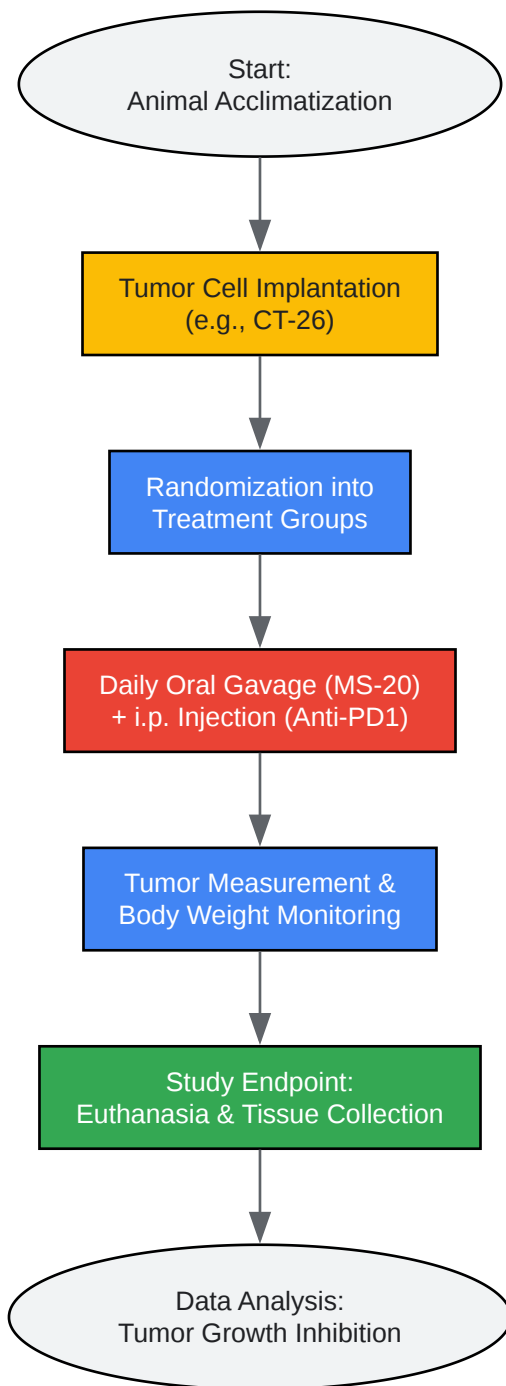 Start:
Animal Acclimatization
Tumor Cell Implantation
(e.g., CT-26)
Randomization into
Treatment Groups
Daily Oral Gavage (MS-20)
+ i.p. Injection (Anti-PD1)
Tumor Measurement &
Body Weight Monitoring
Study Endpoint:
Euthanasia & Tissue Collection
Data Analysis:
Tumor Growth Inhibition